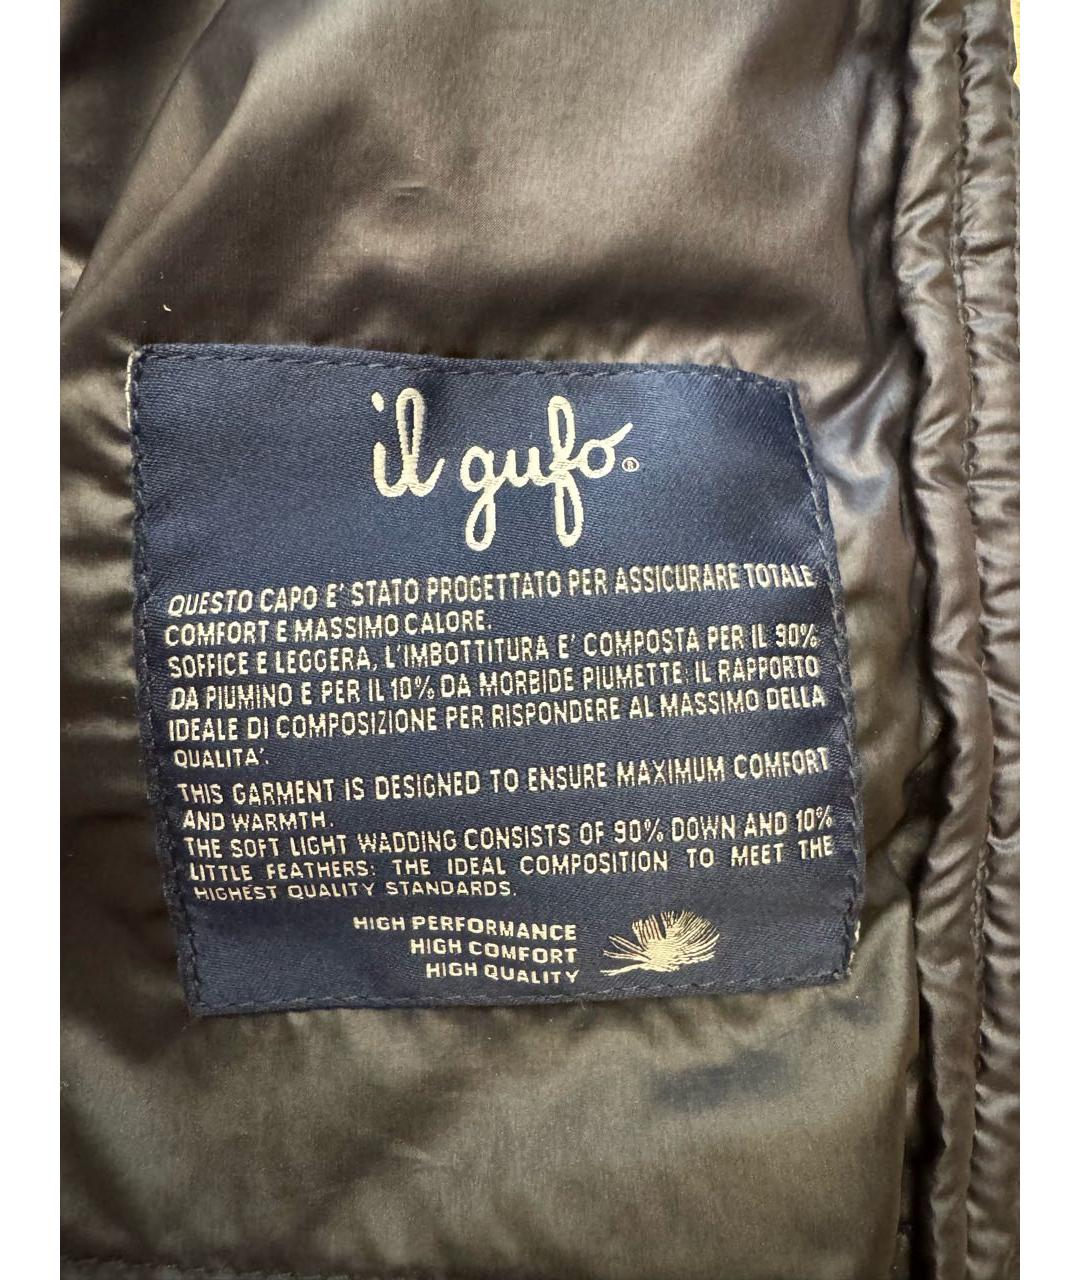 il gufo®
QUESTO CAPO E' STATO PROGETTATO PER ASSICURARE TOTALE
COMFORT E MASSIMO CALORE.
SOFFICE E LEGGERA, L'IMBOTTITURA E' COMPOSTA PER IL 90%
DA PIUMINO E PER IL 10% DA MORBIDE PIUMETTE: IL RAPPORTO
IDEALE DI COMPOSIZIONE PER RISPONDERE AL MASSIMO DELLA
QUALITA'.
THIS GARMENT IS DESIGNED TO ENSURE MAXIMUM COMFORT
AND WARMTH.
THE SOFT LIGHT WADDING CONSISTS OF 90% DOWN AND 10%
LITTLE FEATHERS: THE IDEAL COMPOSITION TO MEET THE
HIGHEST QUALITY STANDARDS.
HIGH PERFORMANCE
HIGH COMFORT
HIGH QUALITY